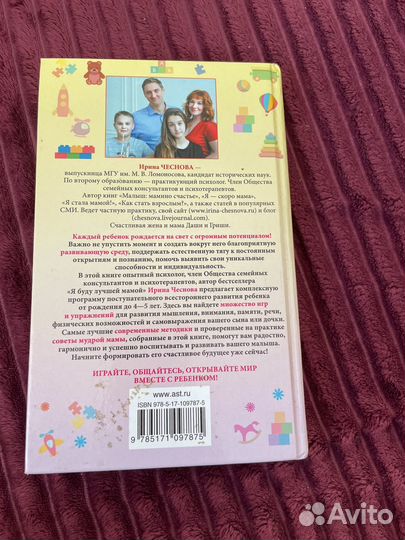 Ирина ЧЕСНОВА —
выпускница МГУ им. М. В. Ломоносова, кандидат исторических наук.
По второму образованию — практикующий психолог. Член Общества
семейных консультантов и психотерапевтов.
Автор книг «Малыш: мамино счастье», «Я — скоро мама»,
«Я стала мамой!», «Как стать взрослым?», а также статей в популярных
СМИ. Ведет частную практику, свой сайт (www.irina-chesnova.ru) и блог
(chesnova.livejournal.com).
Счастливая жена и мама Даши и Гриши.
Каждый ребенок рождается на свет с огромным потенциалом!
Важно не упустить момент и создать вокруг него благоприятную
развивающую среду, поддержать естественную тягу к постоянным
открытиям и познанию, помочь выявить свои уникальные
способности и индивидуальность.
В этой книге опытный психолог, член Общества семейных
консультантов и психотерапевтов, автор бестселлера
«Я буду лучшей мамой» Ирина Чеснова предлагает комплексную
программу поступательного всестороннего развития ребенка
от рождения до 4—5 лет. Здесь вы найдете множество игр
и упражнений для развития мышления, внимания, памяти, речи,
физических возможностей и самовыражения вашего сына или дочки.
Самые лучшие современные методики и проверенные на практике
советы мудрой мамы, собранные в этой книге, помогут вам радостно,
гармонично и успешно воспитывать и развивать вашего малыша.
Начните формировать его счастливое будущее уже сейчас!
ИГРАЙТЕ, ОБЩАЙТЕСЬ, ОТКРЫВАЙТЕ МИР
ВМЕСТЕ С РЕБЕНКОМ!
www.ast.ru
ISBN 978-5-17-109787-5
9 785171 097875
Avito